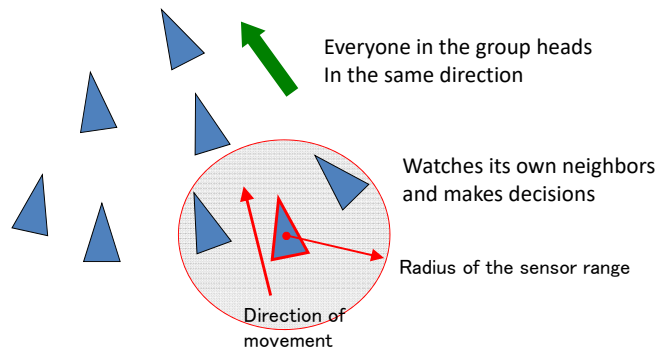 Everyone in the group heads
In the same direction
Watches its own neighbors
and makes decisions
Radius of the sensor range
Direction of
movement